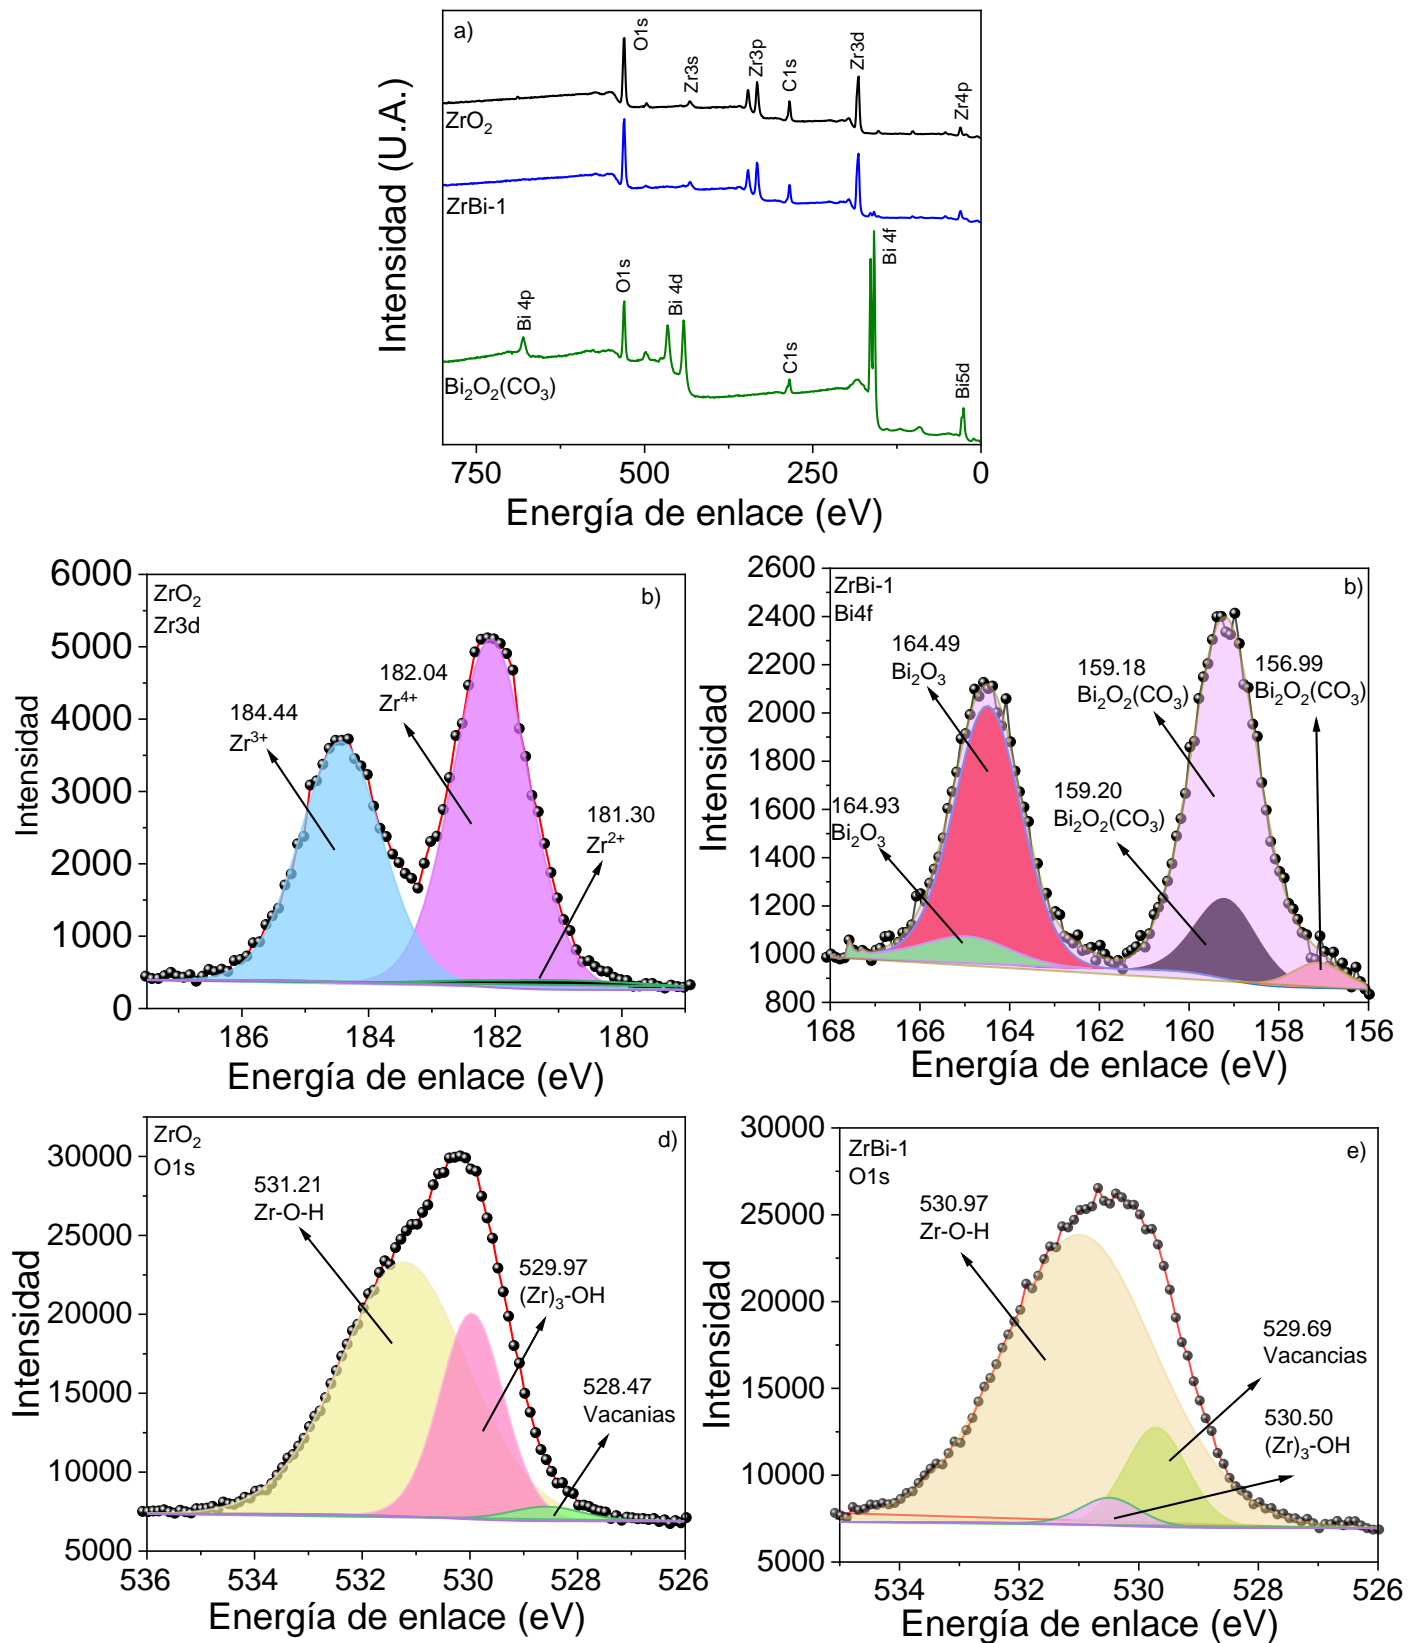 a)
O1s
Zr3s
Zr3p
C1s
Zr3d
Zr4p
ZrO₂
ZrBi-1
Bi 4p
O1s
Bi 4d
C1s
Bi 4f
Bi5d
Bi₂O₂(CO₃)
Intensidad (U.A.)
750
500
250
0
Energía de enlace (eV)
ZrO₂
Zr3d
b)
184.44
Zr³⁺
182.04
Zr⁴⁺
181.30
Zr²⁺
6000
5000
4000
3000
2000
1000
0
Intensidad
186
184
182
180
Energía de enlace (eV)
ZrBi-1
Bi4f
b)
164.49
Bi₂O₃
159.18
Bi₂O₂(CO₃)
156.99
Bi₂O₂(CO₃)
164.93
Bi₂O₃
159.20
Bi₂O₂(CO₃)
2600
2400
2200
2000
1800
1600
1400
1200
1000
800
Intensidad
168
166
164
162
160
158
156
Energía de enlace (eV)
ZrO₂
O1s
d)
531.21
Zr-O-H
529.97
(Zr)₃-OH
528.47
Vacanias
30000
25000
20000
15000
10000
5000
Intensidad
536
534
532
530
528
526
Energía de enlace (eV)
ZrBi-1
O1s
e)
530.97
Zr-O-H
529.69
Vacancias
530.50
(Zr)₃-OH
30000
25000
20000
15000
10000
5000
Intensidad
534
532
530
528
526
Energía de enlace (eV)